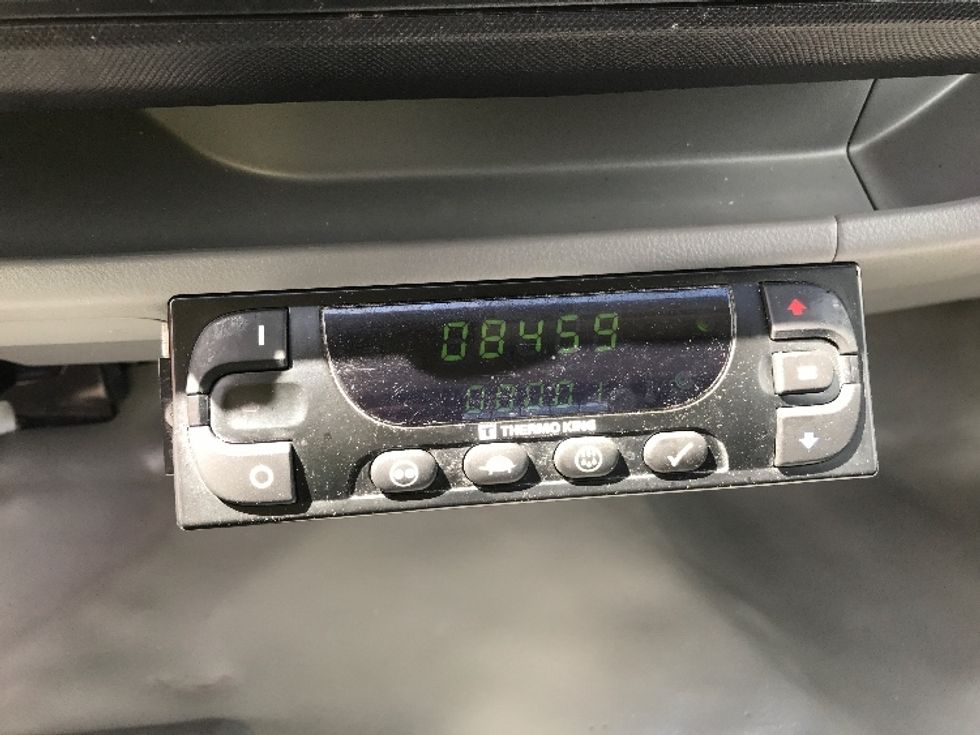 08459
00001
THERMO KING